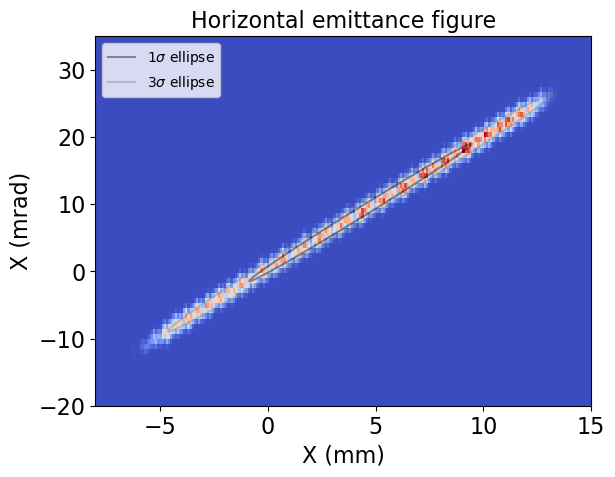 Horizontal emittance figure
1σ ellipse
3σ ellipse
X (mrad)
30
20
10
0
−10
−20
−5
0
5
10
15
X (mm)